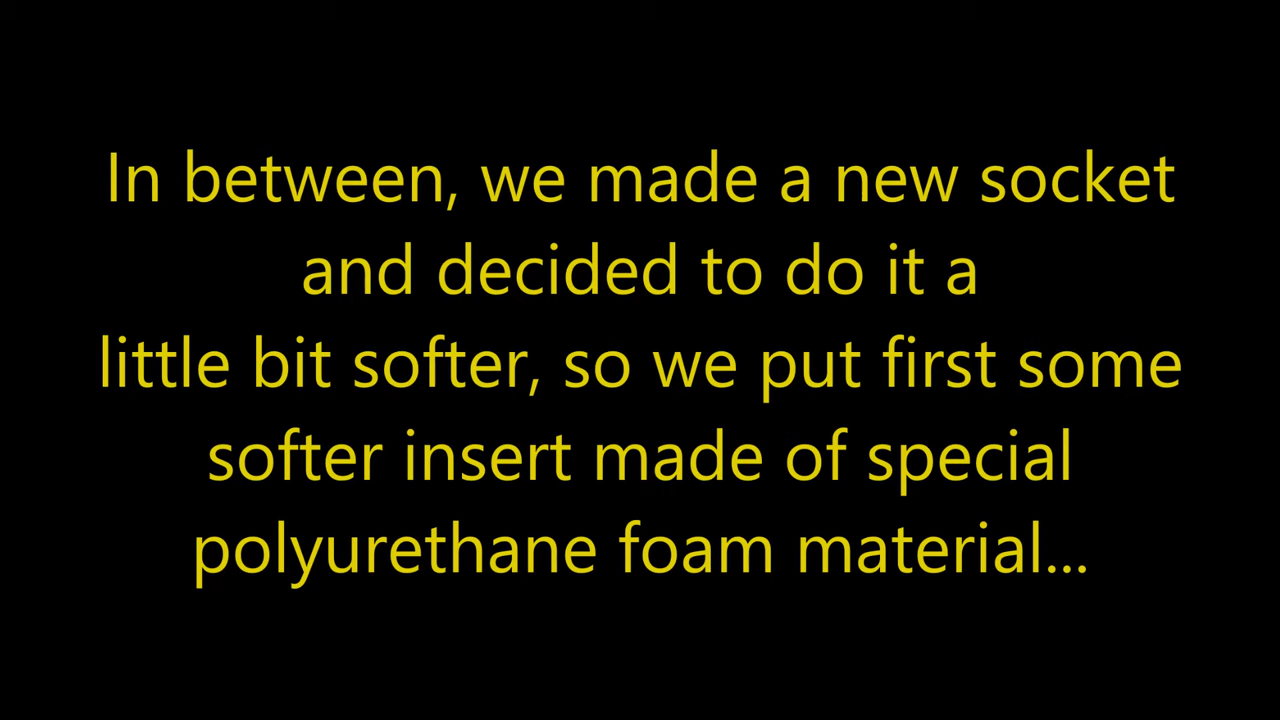 In between, we made a new socket
and decided to do it a
little bit softer, so we put first some
softer insert made of special
polyurethane foam material...